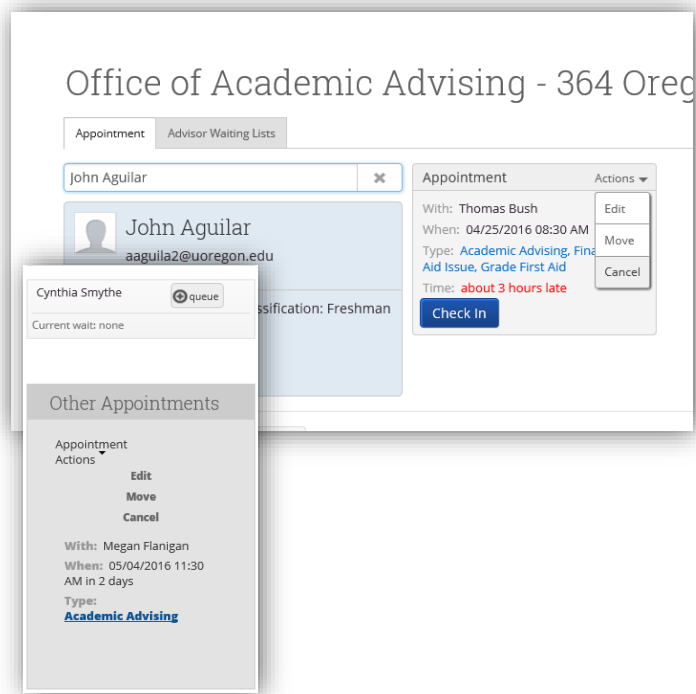 Office of Academic Advising - 364 Oreg
Appointment
Advisor Waiting Lists
John Aguilar
John Aguilar
aaguila2@uoregon.edu
ssification: Freshman
Appointment
Actions
With: Thomas Bush
When: 04/25/2016 08:30 AM
Type: Academic Advising, Fina
Aid Issue, Grade First Aid
Time: about 3 hours late
Check In
Edit
Move
Cancel
Cynthia Smythe
queue
Current wait: none
Other Appointments
Appointment
Actions
Edit
Move
Cancel
With: Megan Flanigan
When: 05/04/2016 11:30
AM in 2 days
Type:
Academic Advising